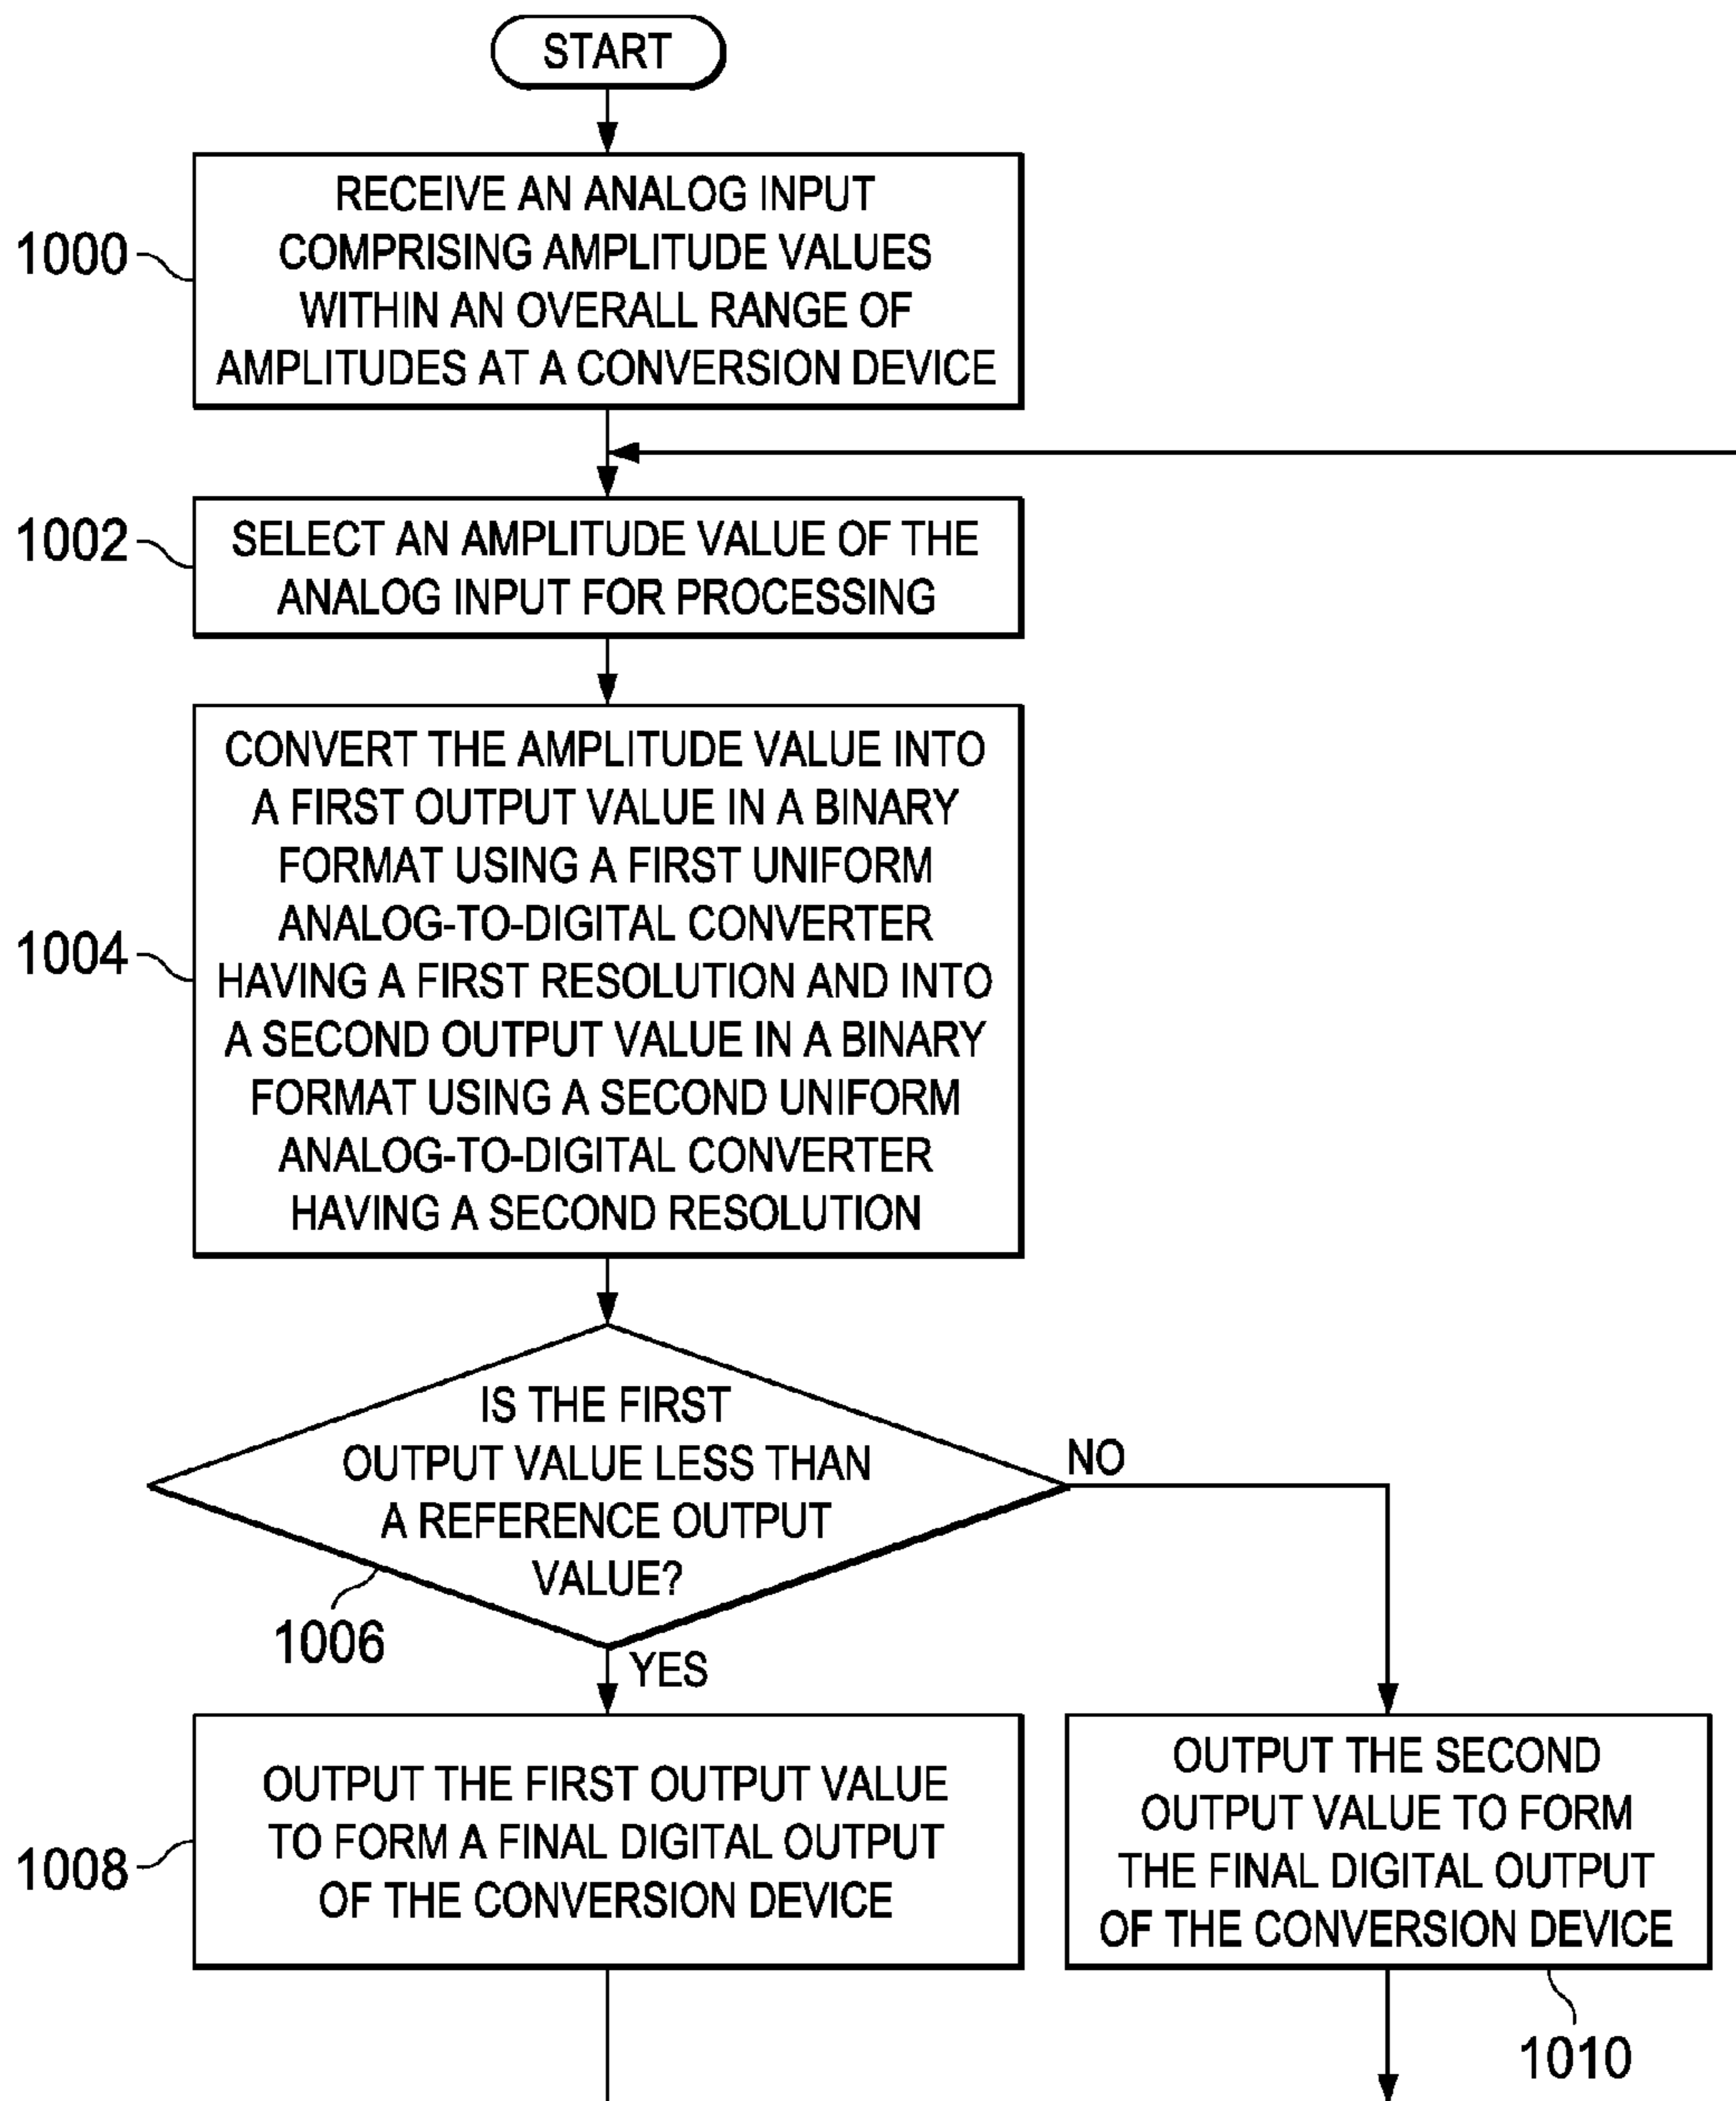 START
RECEIVE AN ANALOG INPUT
COMPRISING AMPLITUDE VALUES
WITHIN AN OVERALL RANGE OF
AMPLITUDES AT A CONVERSION DEVICE
1000
1002
SELECT AN AMPLITUDE VALUE OF THE
ANALOG INPUT FOR PROCESSING
CONVERT THE AMPLITUDE VALUE INTO
A FIRST OUTPUT VALUE IN A BINARY
FORMAT USING A FIRST UNIFORM
ANALOG-TO-DIGITAL CONVERTER
HAVING A FIRST RESOLUTION AND INTO
A SECOND OUTPUT VALUE IN A BINARY
FORMAT USING A SECOND UNIFORM
ANALOG-TO-DIGITAL CONVERTER
HAVING A SECOND RESOLUTION
1004
IS THE FIRST
OUTPUT VALUE LESS THAN
A REFERENCE OUTPUT
VALUE?
NO
1006
YES
OUTPUT THE FIRST OUTPUT VALUE
TO FORM A FINAL DIGITAL OUTPUT
OF THE CONVERSION DEVICE
1008
OUTPUT THE SECOND
OUTPUT VALUE TO FORM
THE FINAL DIGITAL OUTPUT
OF THE CONVERSION DEVICE
1010